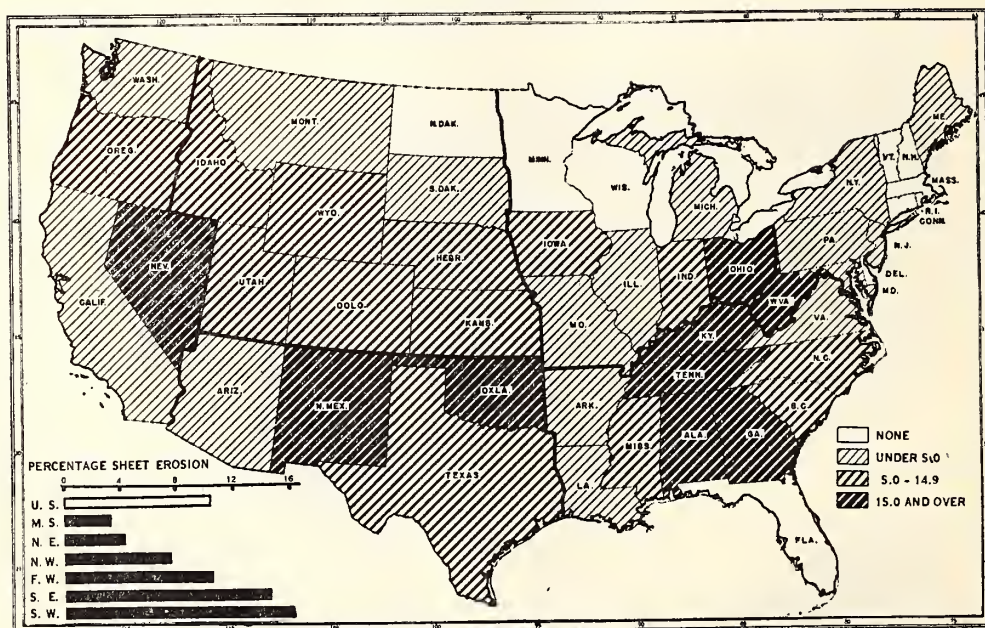 WASH.
MONT.
N.DAK.
MINN.
ME.
OREG.
IDAHO
S.DAK.
WIS.
MICH.
VT.
N.H.
N.Y.
MASS.
R.I.
CONN.
WYO.
NEBR.
IOWA
PA.
N.J.
NEV.
UTAH
COLO.
KANS.
MO.
ILL.
IND.
OHIO
W.VA.
DEL.
MD.
CALIF.
KY.
VA.
ARIZ.
N.MEX.
OKLA.
ARK.
TENN.
N.C.
S.C.
TEXAS
LA.
MISS.
ALA.
GA.
FLA.
NONE
UNDER 5.0
5.0 - 14.9
15.0 AND OVER
PERCENTAGE SHEET EROSION
0 4 8 12 16
U. S.
M. S.
N. E.
N. W.
F. W.
S. E.
S. W.